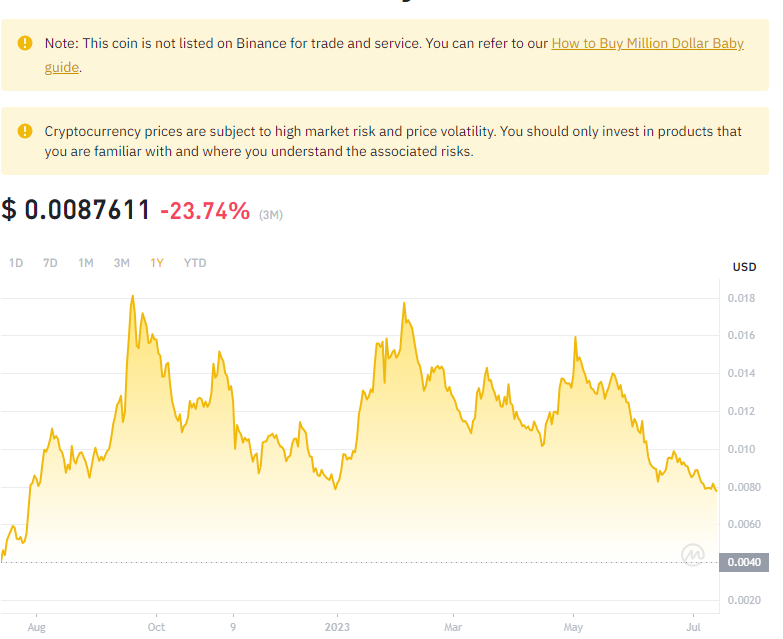 Note: This coin is not listed on Binance for trade and service. You can refer to our How to Buy Million Dollar Baby
guide.
Cryptocurrency prices are subject to high market risk and price volatility. You should only invest in products that
you are familiar with and where you understand the associated risks.
$ 0.0087611 -23.74% (3M)
1D 7D 1M 3M 1Y YTD
USD
0.018
0.016
0.014
0.012
0.010
0.0080
0.0060
0.0040
0.0020
Aug Oct 9 2023 Mar May Jul